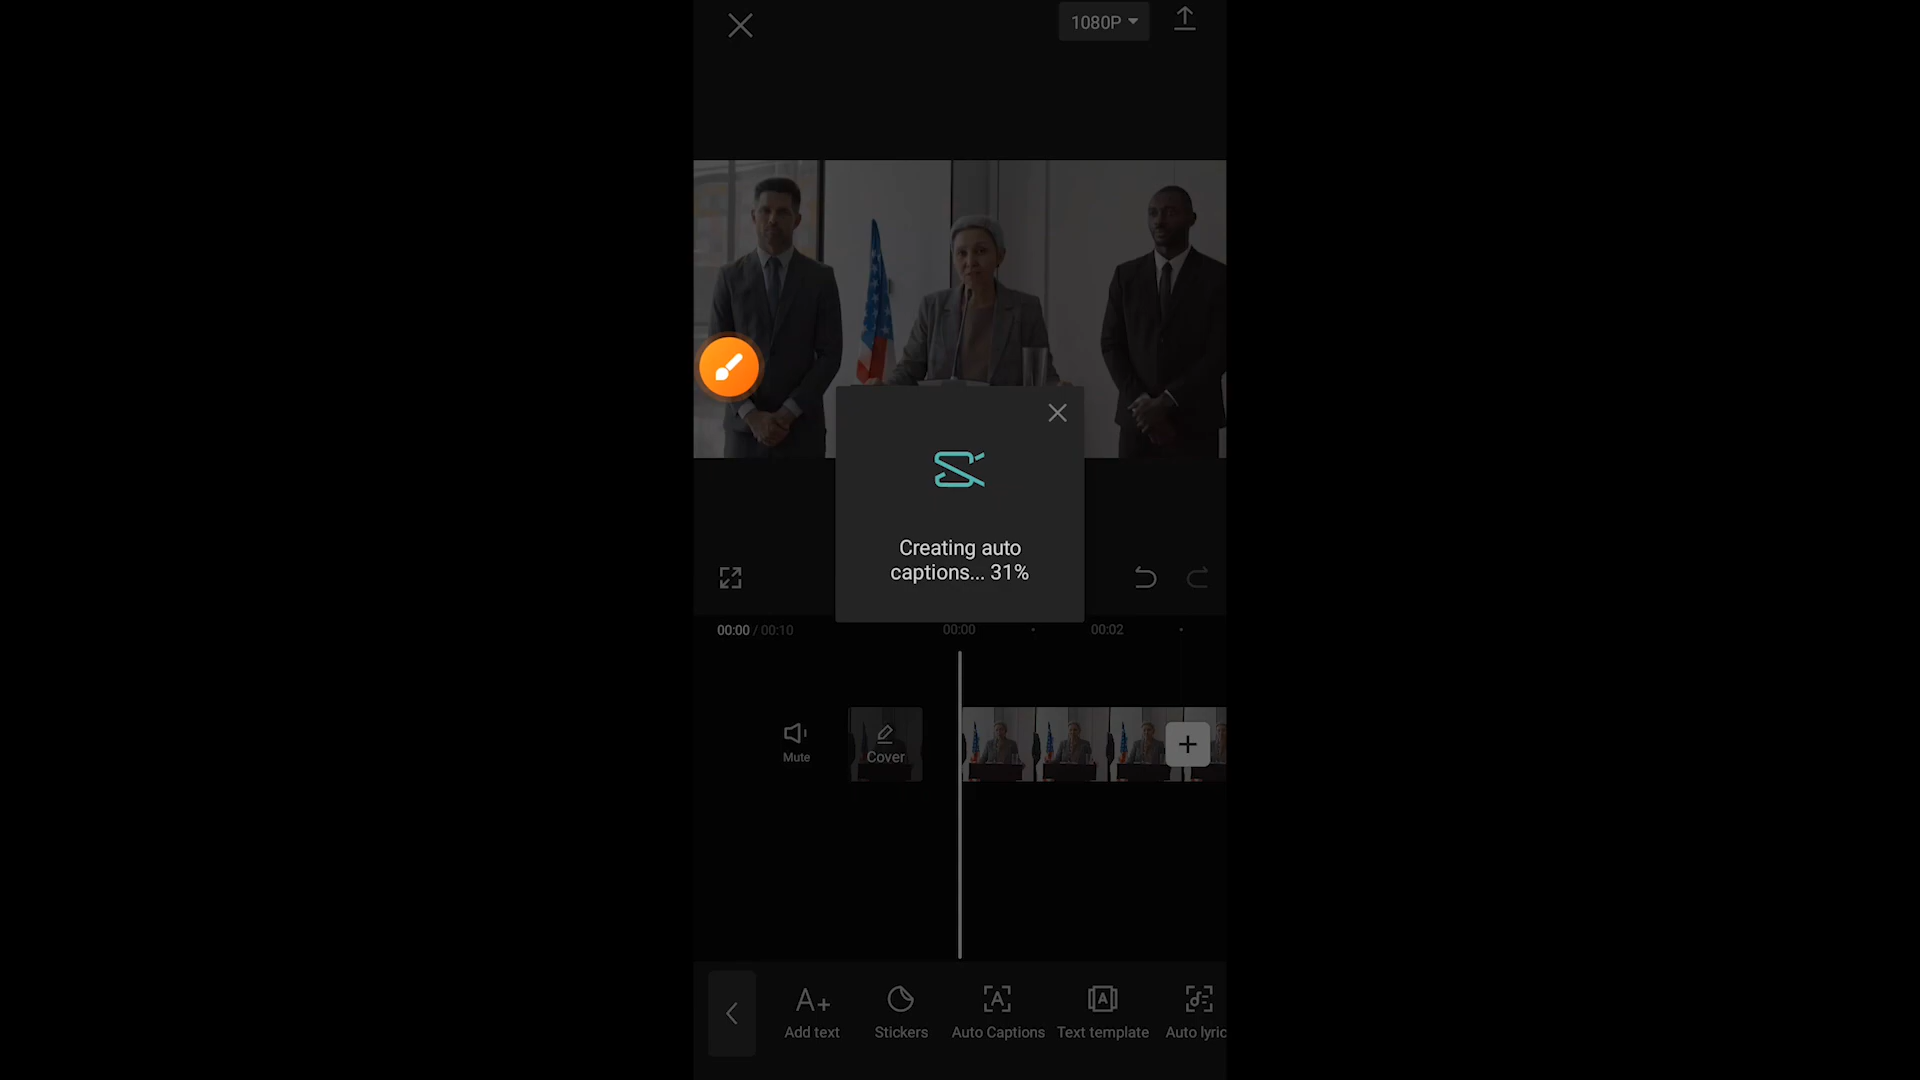 1080P
Creating auto
captions... 31%
00:00 / 00:10
00:00
00:02
Mute
Cover
Add text
Stickers
Auto Captions
Text template
Auto lyric